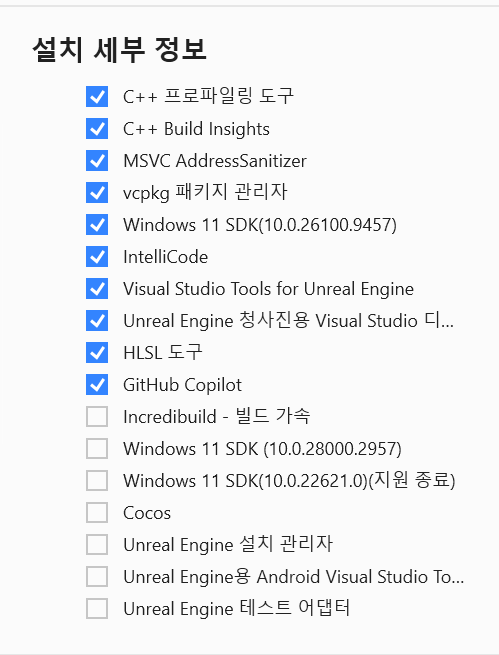 설치 세부 정보
C++ 프로파일링 도구
C++ Build Insights
MSVC AddressSanitizer
vcpkg 패키지 관리자
Windows 11 SDK(10.0.26100.9457)
IntelliCode
Visual Studio Tools for Unreal Engine
Unreal Engine 청사진용 Visual Studio 디...
HLSL 도구
GitHub Copilot
Incredibuild - 빌드 가속
Windows 11 SDK (10.0.28000.2957)
Windows 11 SDK(10.0.22621.0)(지원 종료)
Cocos
Unreal Engine 설치 관리자
Unreal Engine용 Android Visual Studio To...
Unreal Engine 테스트 어댑터